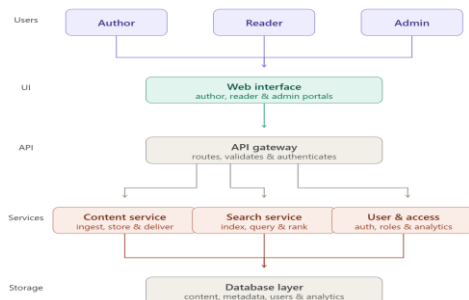 Users
Author
Reader
Admin
UI
Web interface
author, reader & admin portals
API
API gateway
routes, validates & authenticates
Services
Content service
ingest, store & deliver
Search service
index, query & rank
User & access
auth, roles & analytics
Storage
Database layer
content, metadata, users & analytics